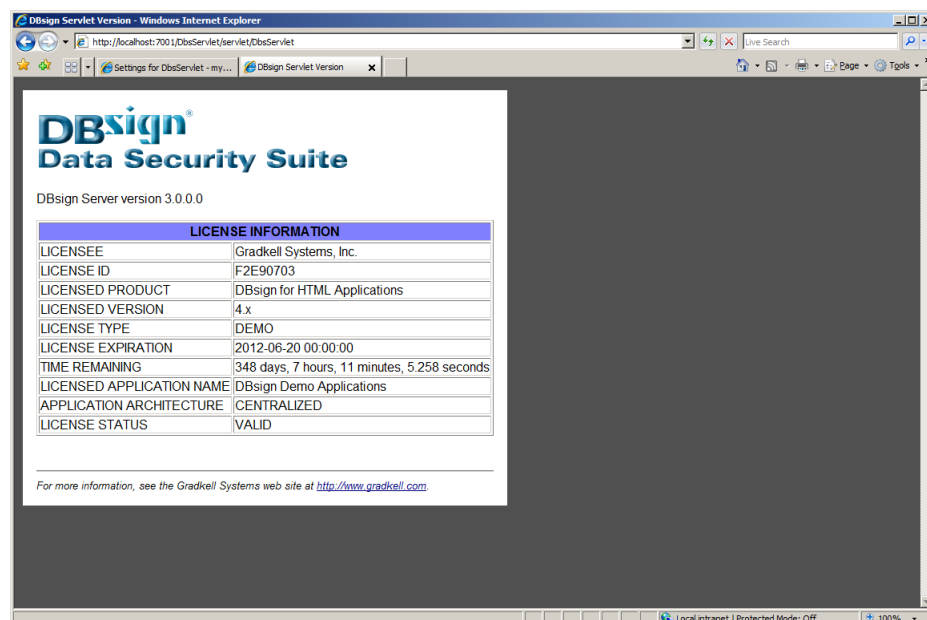 DBsign Servlet Version - Windows Internet Explorer
http://localhost:7001/DbsServlet/servlet/DbsServlet
Live Search
Settings for DbsServlet - my...
DBsign Servlet Version
Page
Tools
DBsign®
Data Security Suite
DBsign Server version 3.0.0.0
LICENSE INFORMATION
LICENSEE Gradkell Systems, Inc.
LICENSE ID F2E90703
LICENSED PRODUCT DBsign for HTML Applications
LICENSED VERSION 4.x
LICENSE TYPE DEMO
LICENSE EXPIRATION 2012-06-20 00:00:00
TIME REMAINING 348 days, 7 hours, 11 minutes, 5.258 seconds
LICENSED APPLICATION NAME DBsign Demo Applications
APPLICATION ARCHITECTURE CENTRALIZED
LICENSE STATUS VALID
For more information, see the Gradkell Systems web site at http://www.gradkell.com.
Local intranet | Protected Mode: Off
100%